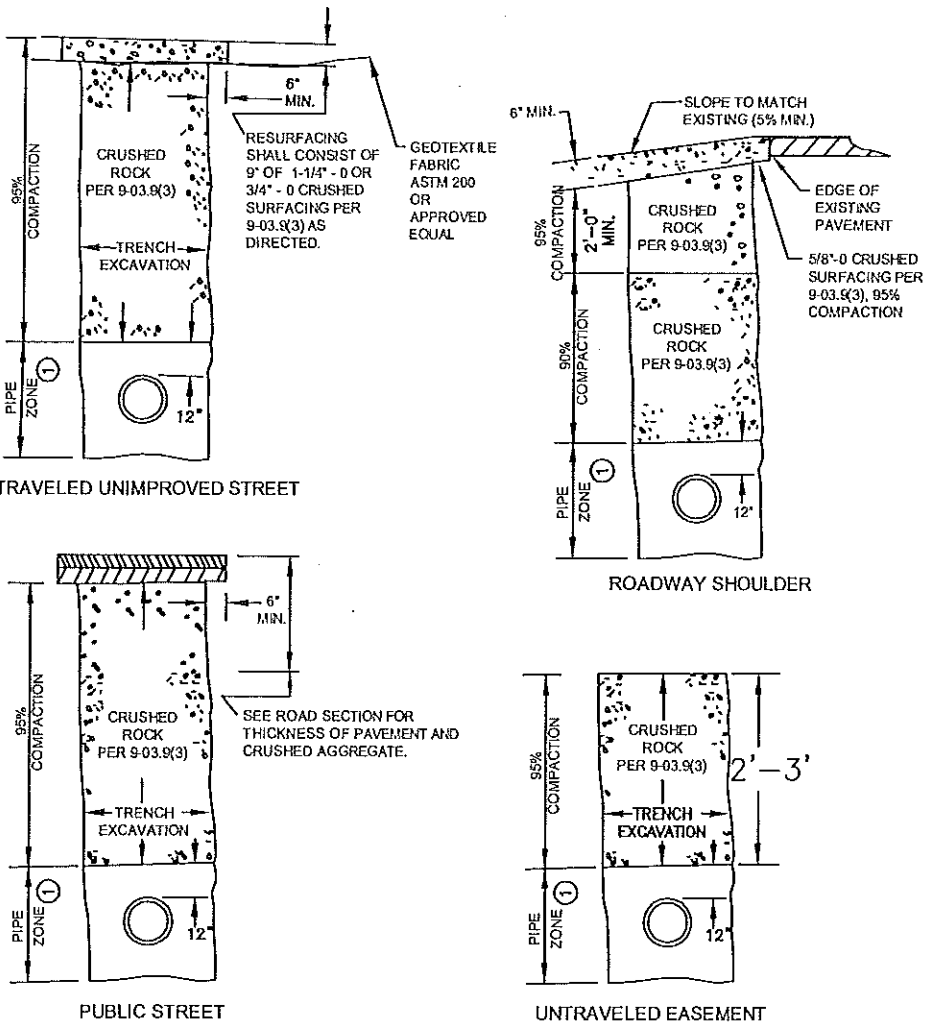 95%
COMPACTION
CRUSHED
ROCK
PER 9-03.9(3)
TRENCH
EXCAVATION
6"
MIN.
RESURFACING
SHALL CONSIST OF
9" OF 1-1/4" - 0 OR
3/4" - 0 CRUSHED
SURFACING PER
9-03.9(3) AS
DIRECTED.
GEOTEXTILE
FABRIC
ASTM 200
OR
APPROVED
EQUAL
PIPE
ZONE
1
12"
TRAVELED UNIMPROVED STREET
6" MIN.
SLOPE TO MATCH
EXISTING (5% MIN.)
95%
COMPACTION
2'-0"
MIN.
CRUSHED
ROCK
PER 9-03.9(3)
EDGE OF
EXISTING
PAVEMENT
5/8"-0 CRUSHED
SURFACING PER
9-03.9(3), 95%
COMPACTION
90%
COMPACTION
CRUSHED
ROCK
PER 9-03.9(3)
PIPE
ZONE
1
12"
ROADWAY SHOULDER
95%
COMPACTION
6"
MIN.
CRUSHED
ROCK
PER 9-03.9(3)
SEE ROAD SECTION FOR
THICKNESS OF PAVEMENT AND
CRUSHED AGGREGATE.
TRENCH
EXCAVATION
PIPE
ZONE
1
12"
PUBLIC STREET
95%
COMPACTION
CRUSHED
ROCK
PER 9-03.9(3)
2'-3'
TRENCH
EXCAVATION
PIPE
ZONE
1
12"
UNTRAVELED EASEMENT